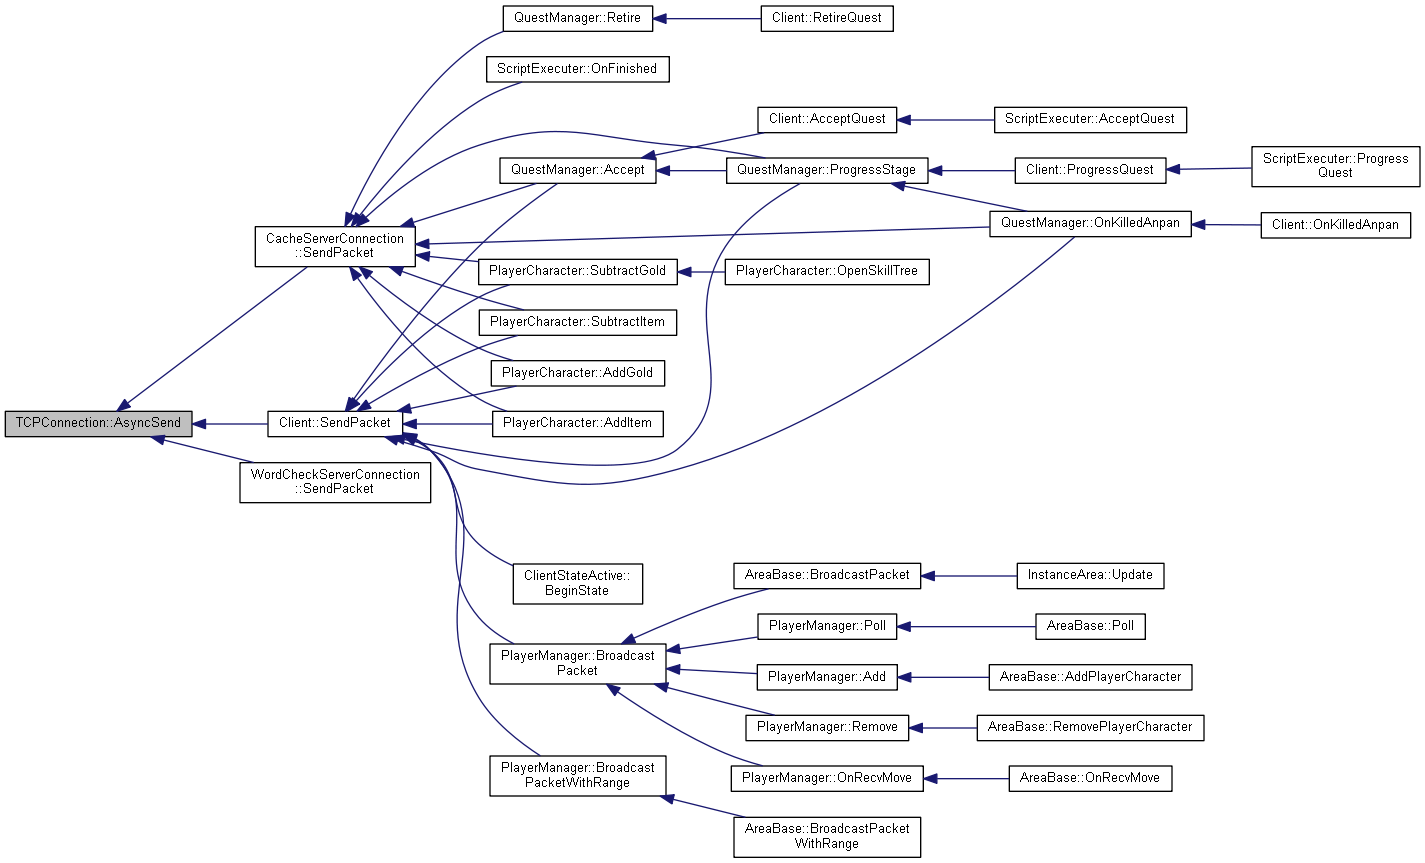 QuestManager::Retire
Client::RetireQuest
ScriptExecuter::OnFinished
Client::AcceptQuest
ScriptExecuter::AcceptQuest
QuestManager::Accept
QuestManager::ProgressStage
Client::ProgressQuest
ScriptExecuter::Progress
Quest
QuestManager::OnKilledAnpan
Client::OnKilledAnpan
CacheServerConnection
::SendPacket
PlayerCharacter::SubtractGold
PlayerCharacter::OpenSkillTree
PlayerCharacter::SubtractItem
PlayerCharacter::AddGold
TCPConnection::AsyncSend
Client::SendPacket
PlayerCharacter::AddItem
WordCheckServerConnection
::SendPacket
ClientStateActive::
BeginState
AreaBase::BroadcastPacket
InstanceArea::Update
PlayerManager::Poll
AreaBase::Poll
PlayerManager::Broadcast
Packet
PlayerManager::Add
AreaBase::AddPlayerCharacter
PlayerManager::Remove
AreaBase::RemovePlayerCharacter
PlayerManager::Broadcast
PacketWithRange
PlayerManager::OnRecvMove
AreaBase::OnRecvMove
AreaBase::BroadcastPacket
WithRange